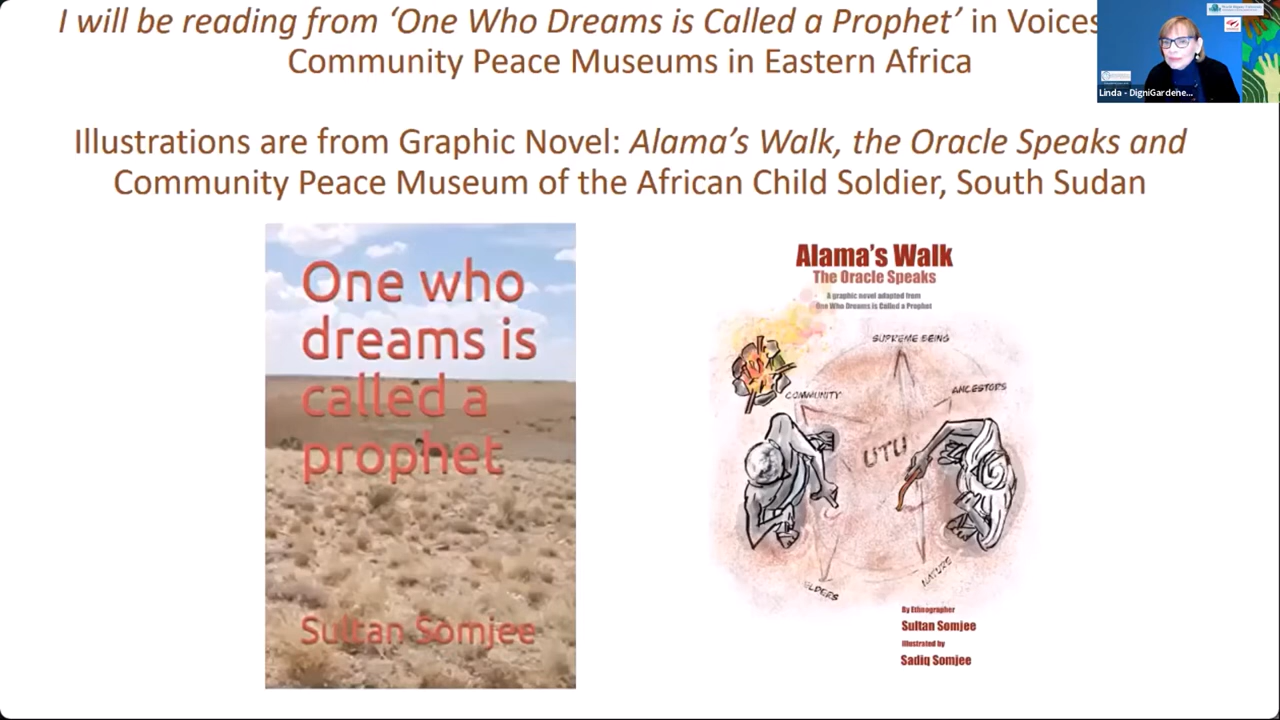 I will be reading from ‘One Who Dreams is Called a Prophet’ in Voices
Community Peace Museums in Eastern Africa
Illustrations are from Graphic Novel: Alama’s Walk, the Oracle Speaks and
Community Peace Museum of the African Child Soldier, South Sudan
Linda - DigniGardene...
One who
dreams is
called a
prophet
Sultan Somjee
Alama’s Walk
The Oracle Speaks
A graphic novel adapted from
One Who Dreams is Called a Prophet
SUPREME BEING
ANCESTORS
COMMUNITY
UTU
NATURE
ELDERS
By Ethnographer
Sultan Somjee
Illustrated by
Sadiq Somjee